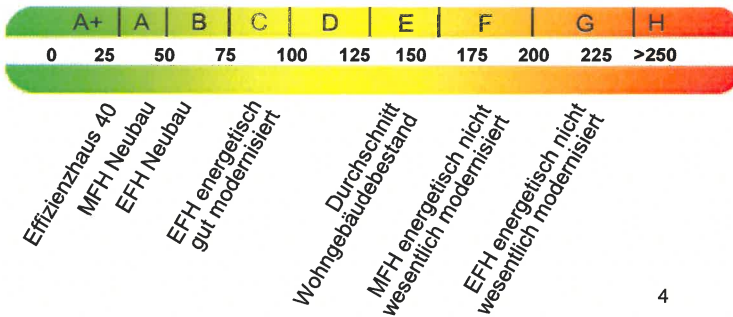 A+ A B C D E F G H
0 25 50 75 100 125 150 175 200 225 >250
Effizienzhaus 40
MFH Neubau
EFH Neubau
EFH energetisch
gut modernisiert
Durchschnitt
Wohngebäudebestand
MFH energetisch nicht
wesentlich modernisiert
EFH energetisch nicht
wesentlich modernisiert
4